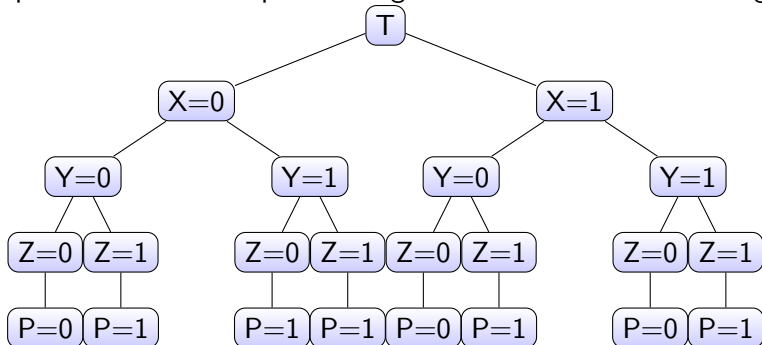 T
X=0 X=1
Y=0 Y=1 Y=0 Y=1
Z=0 Z=1 Z=0 Z=1 Z=0 Z=1 Z=0 Z=1
P=0 P=1 P=1 P=1 P=0 P=1 P=0 P=1